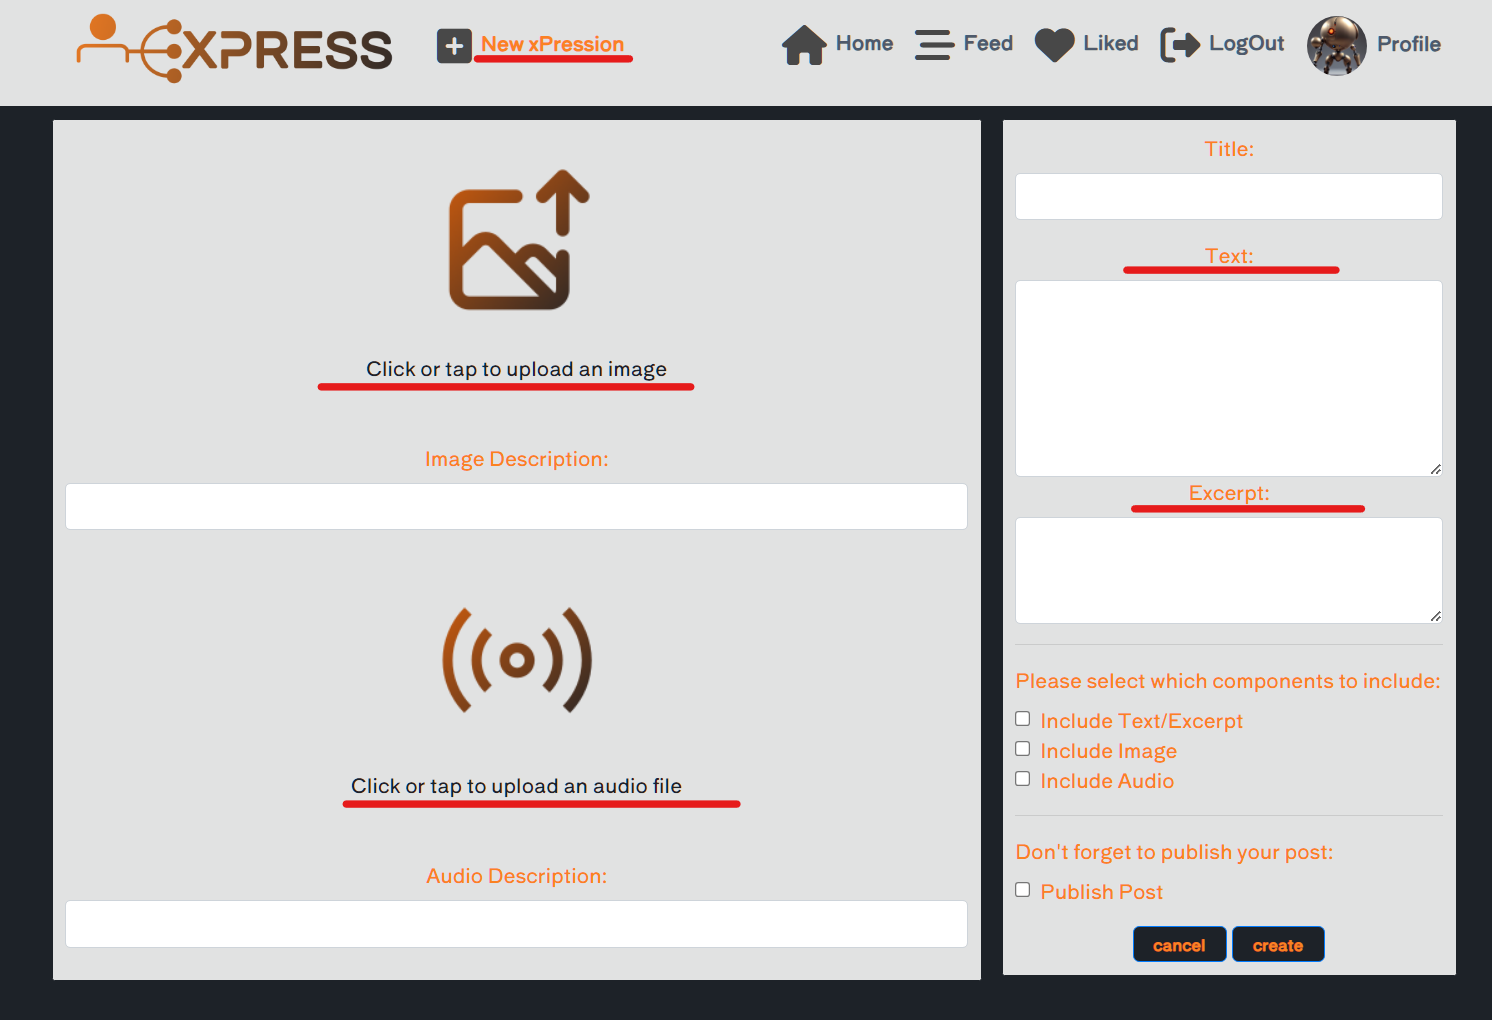 XPRESS
New xPression
Home
Feed
Liked
LogOut
Profile
Click or tap to upload an image
Image Description:
Click or tap to upload an audio file
Audio Description:
Title:
Text:
Excerpt:
Please select which components to include:
Include Text/Excerpt
Include Image
Include Audio
Don't forget to publish your post:
Publish Post
cancel create